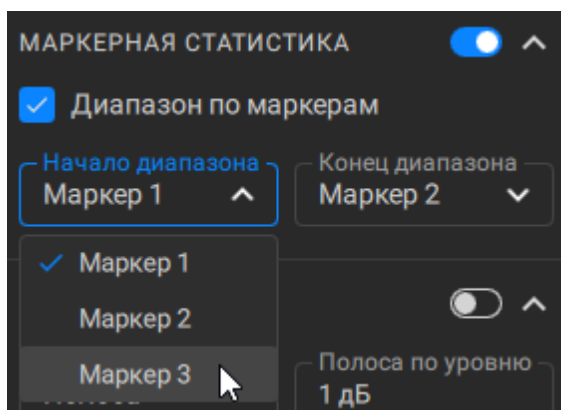 МАРКЕРНАЯ СТАТИСТИКА
Диапазон по маркерам
Начало диапазона
Конец диапазона
Маркер 1
Маркер 2
Маркер 1
Маркер 2
Маркер 3
Полоса по уровню
1 дБ